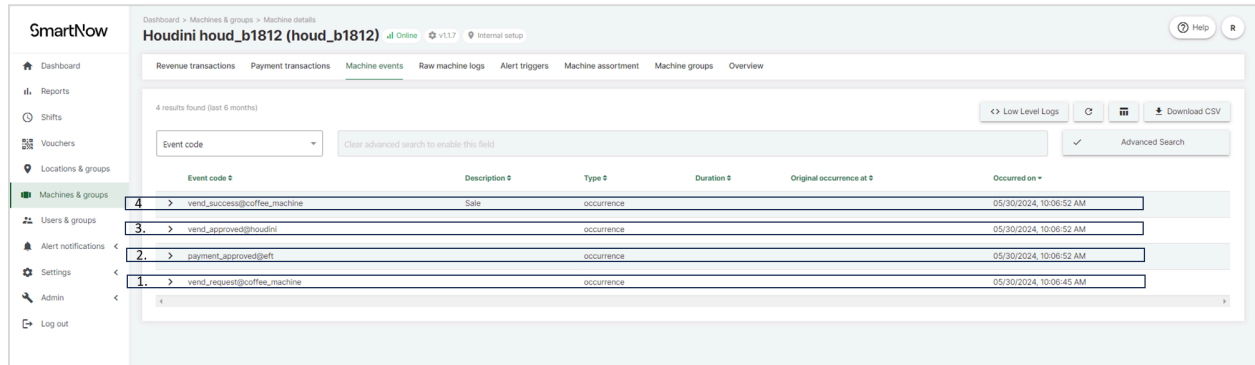 SmartNow
Dashboard
Reports
Shifts
Vouchers
Locations & groups
Machines & groups
Users & groups
Alert notifications
Settings
Admin
Log out
Dashboard > Machines & groups > Machine details
Houdini houd_b1812 (houd_b1812) Online v1.1.7 Internal setup
Help R
Revenue transactions Payment transactions Machine events Raw machine logs Alert triggers Machine assortment Machine groups Overview
4 results found (last 6 months)
<> Low Level Logs Download CSV
Event code Clear advanced search to enable this field Advanced Search
Event code Description Type Duration Original occurrence at Occurred on
4 vend_success@coffee_machine Sale occurrence 05/30/2024, 10:06:52 AM
3. vend_approved@houdini occurrence 05/30/2024, 10:06:52 AM
2. payment_approved@eft occurrence 05/30/2024, 10:06:52 AM
1. vend_request@coffee_machine occurrence 05/30/2024, 10:06:45 AM